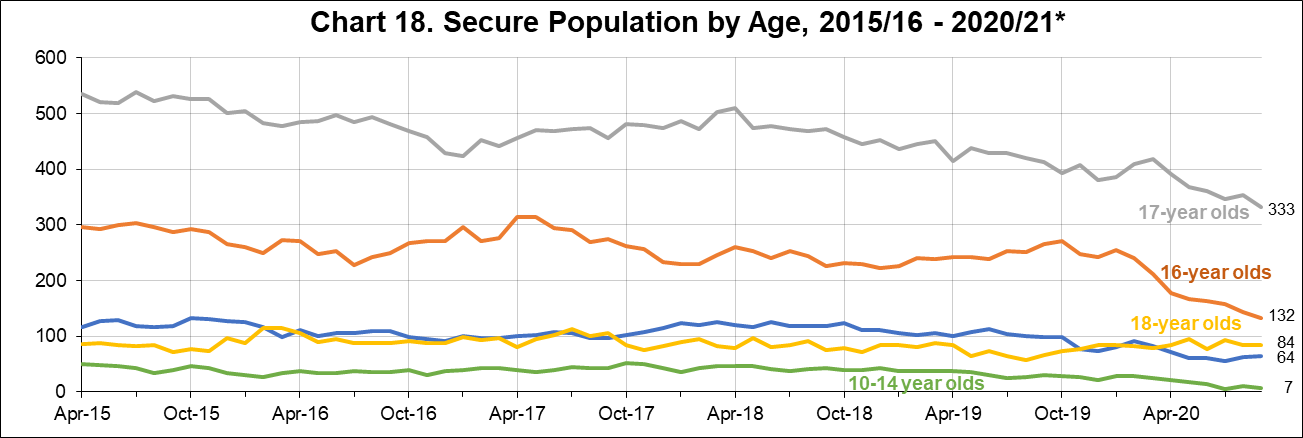 Chart 18. Secure Population by Age, 2015/16 - 2020/21*
600
500
400
300
200
100
0
17-year olds
333
16-year olds
132
18-year olds
84
64
10-14 year olds
7
Apr-15 Oct-15 Apr-16 Oct-16 Apr-17 Oct-17 Apr-18 Oct-18 Apr-19 Oct-19 Apr-20